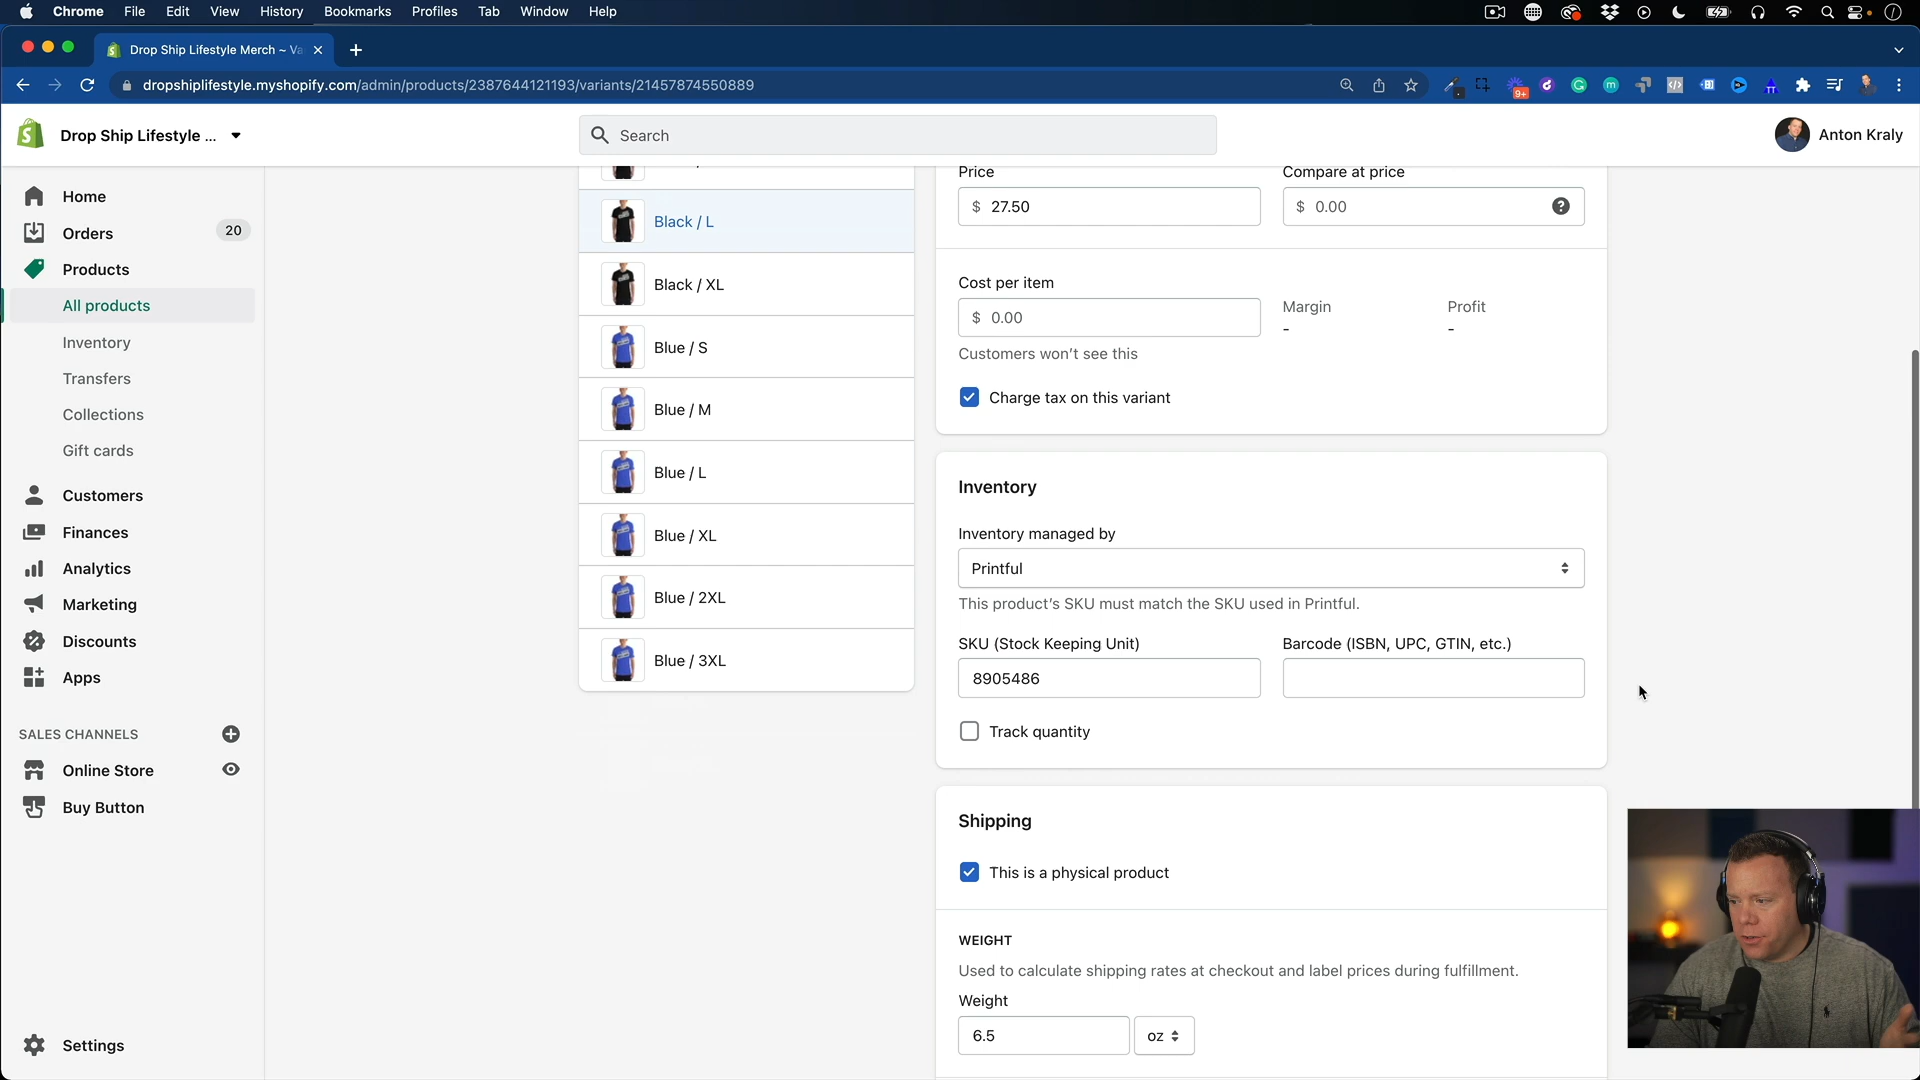 Chrome File Edit View History Bookmarks Profiles Tab Window Help
Drop Ship Lifestyle Merch ~ Va
dropshiplifestyle.myshopify.com/admin/products/2387644121193/variants/21457874550889
9+
Drop Ship Lifestyle ...
Search
Anton Kraly
Home
Orders 20
Products
All products
Inventory
Transfers
Collections
Gift cards
Customers
Finances
Analytics
Marketing
Discounts
Apps
SALES CHANNELS
Online Store
Buy Button
Settings
Black / L
Black / XL
Blue / S
Blue / M
Blue / L
Blue / XL
Blue / 2XL
Blue / 3XL
Price Compare at price
$ 27.50 $ 0.00
Cost per item
$ 0.00
Margin Profit
- -
Customers won't see this
Charge tax on this variant
Inventory
Inventory managed by
Printful
This product's SKU must match the SKU used in Printful.
SKU (Stock Keeping Unit) Barcode (ISBN, UPC, GTIN, etc.)
8905486
Track quantity
Shipping
This is a physical product
WEIGHT
Used to calculate shipping rates at checkout and label prices during fulfillment.
Weight
6.5 oz